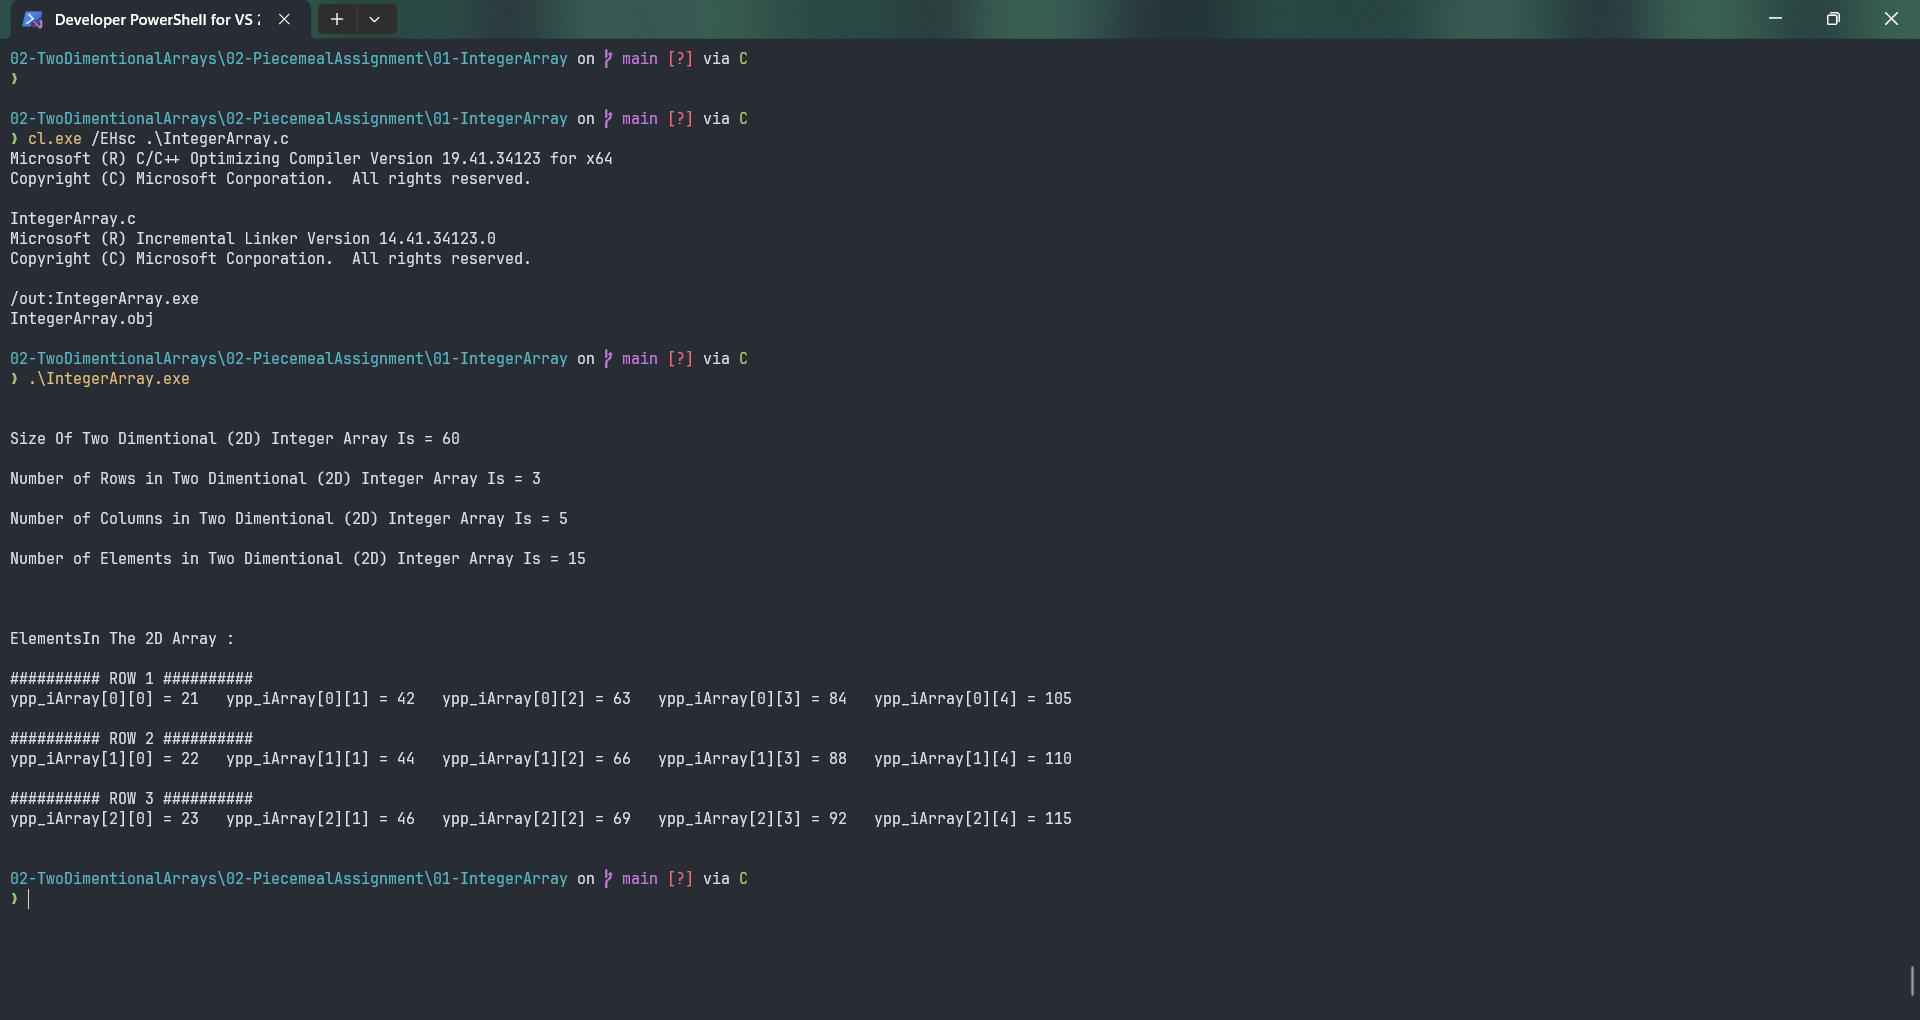 Developer PowerShell for VS 2
02-TwoDimentionalArrays\02-PiecemealAssignment\01-IntegerArray on main [?] via C
❯
02-TwoDimentionalArrays\02-PiecemealAssignment\01-IntegerArray on main [?] via C
❯ cl.exe /EHsc .\IntegerArray.c
Microsoft (R) C/C++ Optimizing Compiler Version 19.41.34123 for x64
Copyright (C) Microsoft Corporation.  All rights reserved.
IntegerArray.c
Microsoft (R) Incremental Linker Version 14.41.34123.0
Copyright (C) Microsoft Corporation.  All rights reserved.
/out:IntegerArray.exe
IntegerArray.obj
02-TwoDimentionalArrays\02-PiecemealAssignment\01-IntegerArray on main [?] via C
❯ .\IntegerArray.exe
Size Of Two Dimentional (2D) Integer Array Is = 60
Number of Rows in Two Dimentional (2D) Integer Array Is = 3
Number of Columns in Two Dimentional (2D) Integer Array Is = 5
Number of Elements in Two Dimentional (2D) Integer Array Is = 15
ElementsIn The 2D Array :
########## ROW 1 ##########
ypp_iArray[0][0] = 21   ypp_iArray[0][1] = 42   ypp_iArray[0][2] = 63   ypp_iArray[0][3] = 84   ypp_iArray[0][4] = 105
########## ROW 2 ##########
ypp_iArray[1][0] = 22   ypp_iArray[1][1] = 44   ypp_iArray[1][2] = 66   ypp_iArray[1][3] = 88   ypp_iArray[1][4] = 110
########## ROW 3 ##########
ypp_iArray[2][0] = 23   ypp_iArray[2][1] = 46   ypp_iArray[2][2] = 69   ypp_iArray[2][3] = 92   ypp_iArray[2][4] = 115
02-TwoDimentionalArrays\02-PiecemealAssignment\01-IntegerArray on main [?] via C
❯